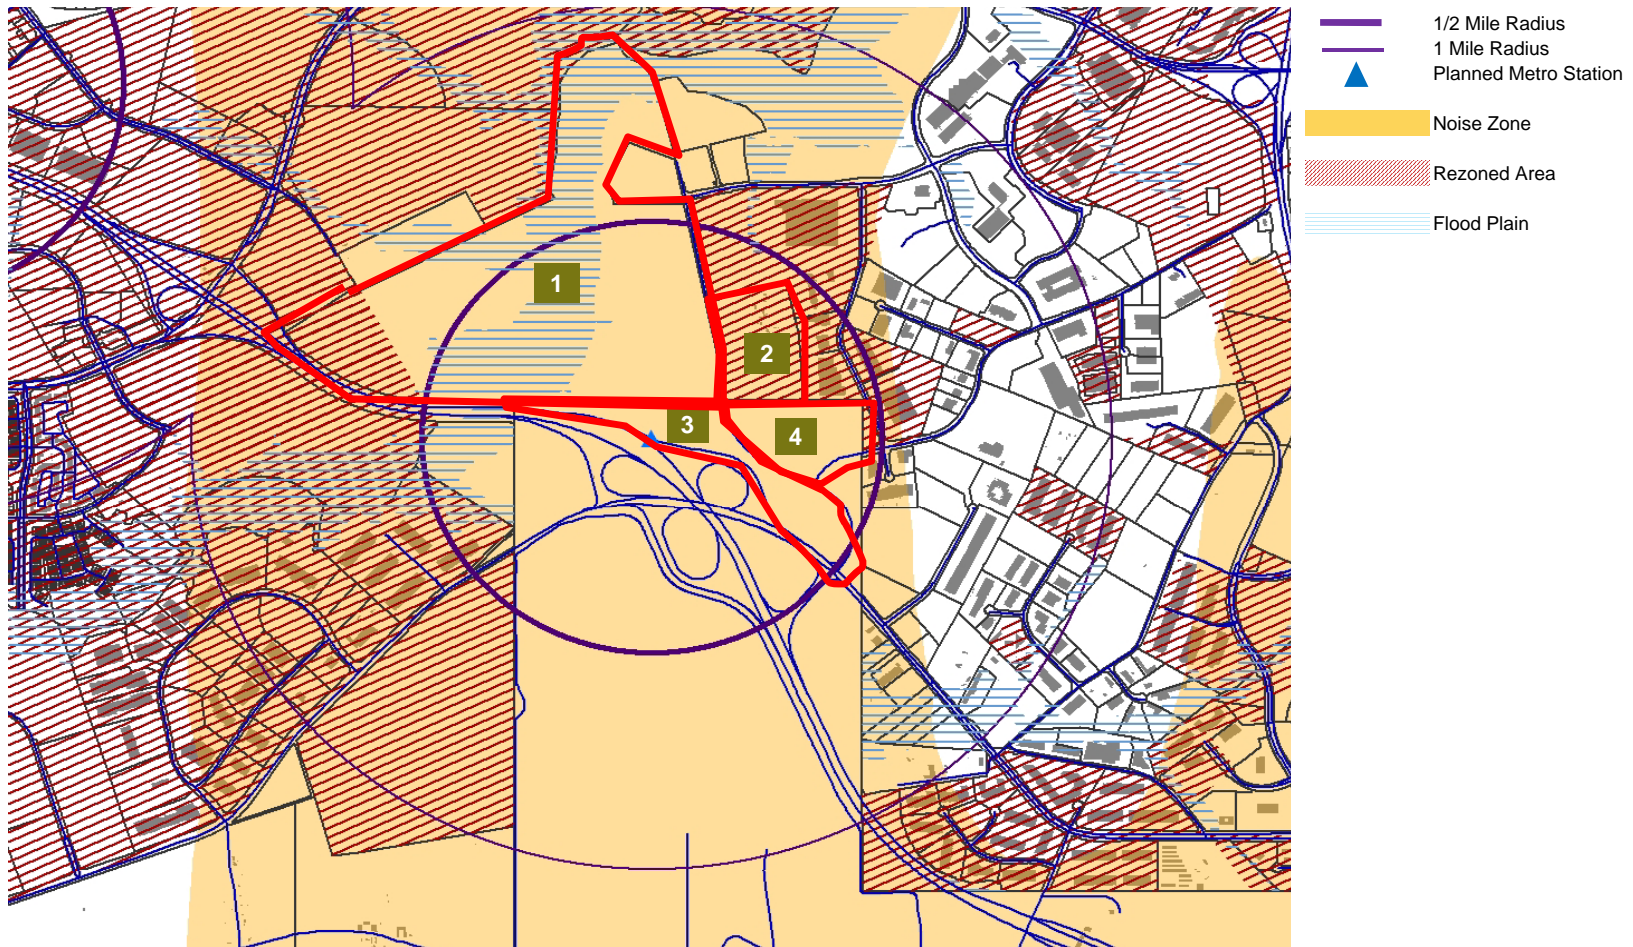 1/2 Mile Radius
1 Mile Radius
Planned Metro Station
Noise Zone
Rezoned Area
Flood Plain
1
2
3
4